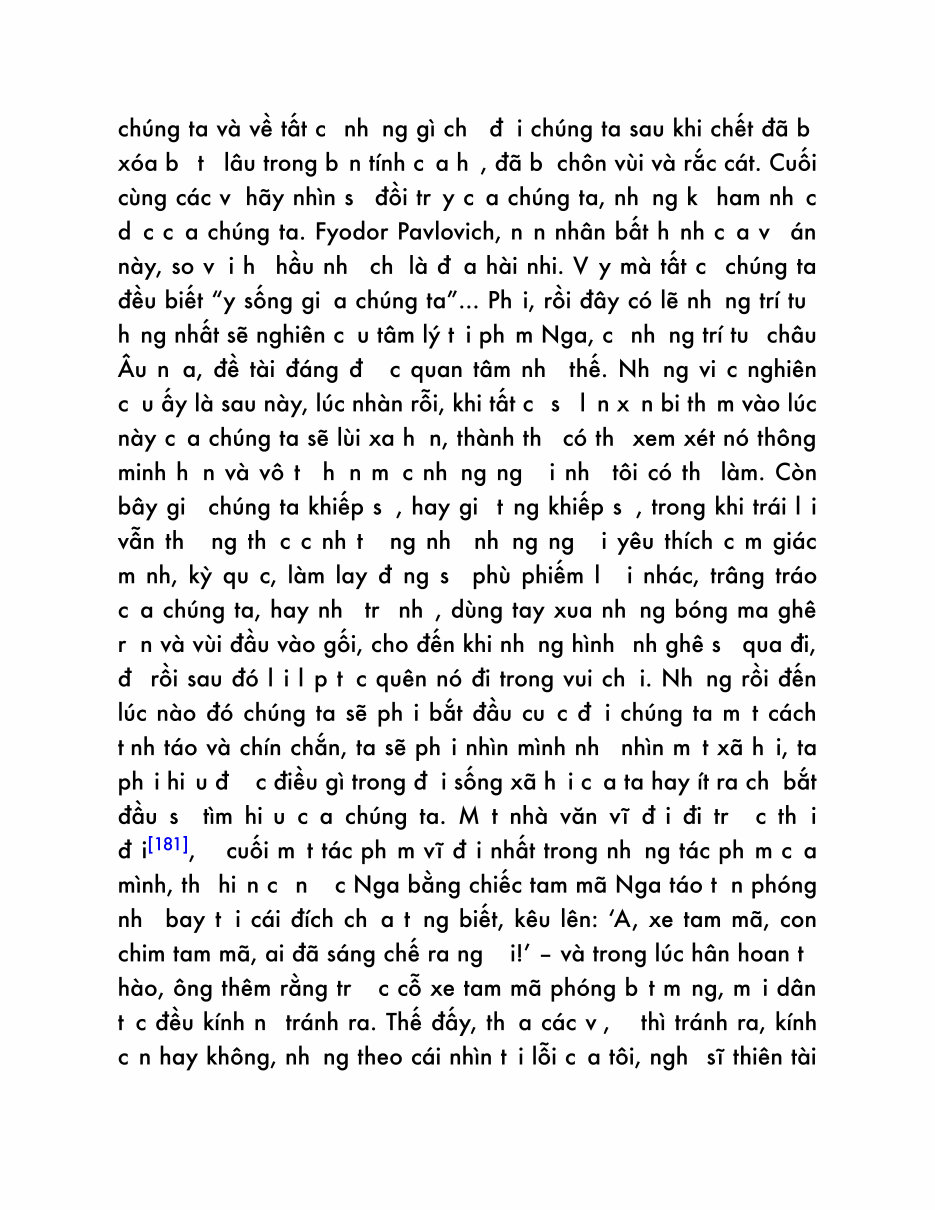 chúng ta và về tất c nh ng gì ch đ i chúng ta sau khi chết đã b
xóa b t lâu trong b n tính c a h , đã b chôn vùi và rắc cát. Cuối
cùng các v hãy nhìn s đồi tr y c a chúng ta, nh ng k ham nh c
d c c a chúng ta. Fyodor Pavlovich, n n nhân bất h nh c a v án
này, so v i h hầu nh ch là đ a hài nhi. V y mà tất c chúng ta
đều biết “y sống gi a chúng ta”... Ph i, rồi đây có lẽ nh ng trí tu
h ng nhất sẽ nghiên c u tâm lý t i ph m Nga, c nh ng trí tu châu
Âu n a, đề tài đáng đ c quan tâm nh thế. Nh ng vi c nghiên
c u ấy là sau này, lúc nhàn rỗi, khi tất c s l n x n bi th m vào lúc
này c a chúng ta sẽ lùi xa h n, thành th có th xem xét nó thông
minh h n và vô t h n m c nh ng ng i nh tôi có th làm. Còn
bây gi chúng ta khiếp s , hay gi t ng khiếp s , trong khi trái l i
vẫn th ng th c c nh t ng nh nh ng ng i yêu thích c m giác
m nh, kỳ qu c, làm lay đ ng s phù phiếm l i nhác, trâng tráo
c a chúng ta, hay nh tr nh , dùng tay xua nh ng bóng ma ghê
r n và vùi đầu vào gối, cho đến khi nh ng hình nh ghê s qua đi,
đ rồi sau đó l i l p t c quên nó đi trong vui ch i. Nh ng rồi đến
lúc nào đó chúng ta sẽ ph i bắt đầu cu c đ i chúng ta m t cách
t nh táo và chín chắn, ta sẽ ph i nhìn mình nh nhìn m t xã h i, ta
ph i hi u đ c điều gì trong đ i sống xã h i c a ta hay ít ra ch bắt
đầu s tìm hi u c a chúng ta. M t nhà văn vĩ đ i đi tr c th i
đ i[181], cuối m t tác ph m vĩ đ i nhất trong nh ng tác ph m c a
mình, th hi n c n c Nga bằng chiếc tam mã Nga táo t n phóng
nh bay t i cái đích ch a t ng biết, kêu lên: ‘A, xe tam mã, con
chim tam mã, ai đã sáng chế ra ng i!’ – và trong lúc hân hoan t
hào, ông thêm rằng tr c cỗ xe tam mã phóng b t m ng, m i dân
t c đều kính n tránh ra. Thế đấy, th a các v , thì tránh ra, kính
c n hay không, nh ng theo cái nhìn t i lỗi c a tôi, ngh sĩ thiên tài